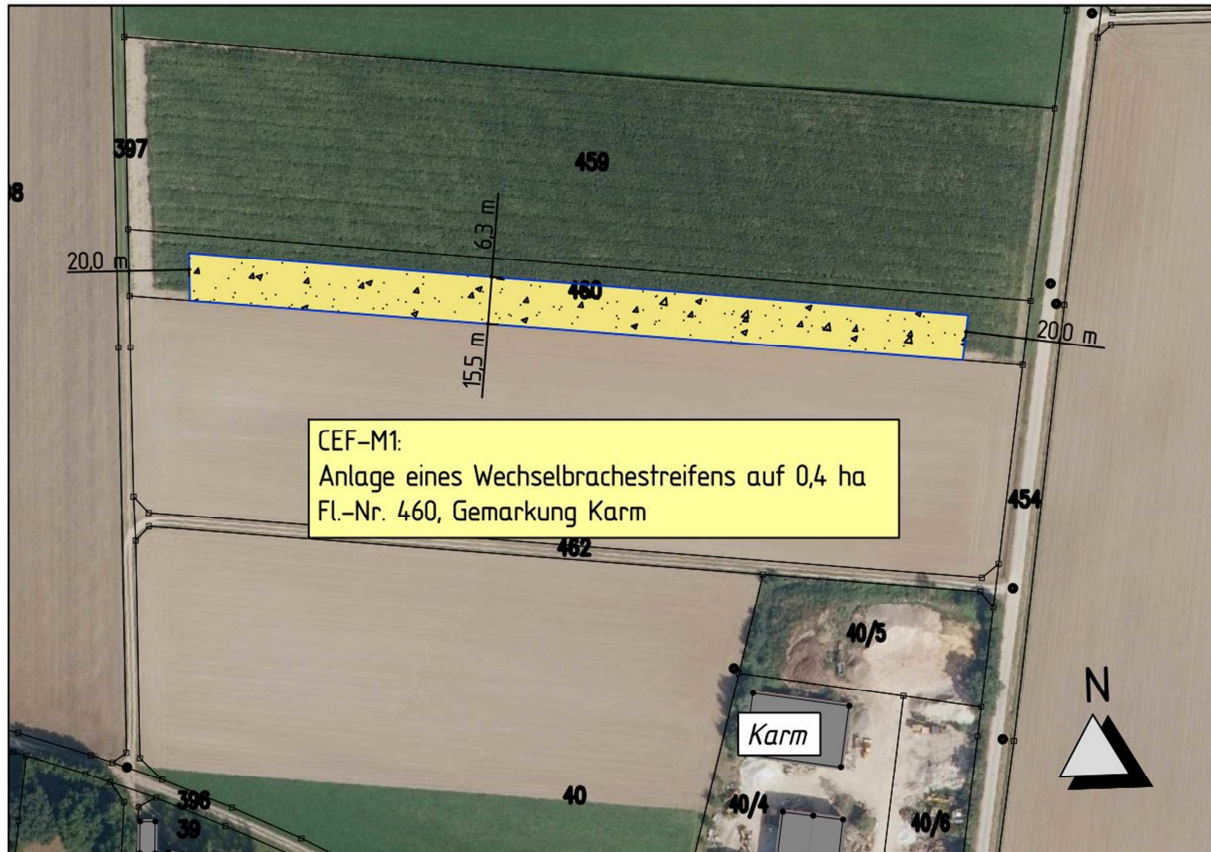 397
459
98
6,3 m
20,0 m
460
20,0 m
15,5 m
CEF-M1:
Anlage eines Wechselbrachestreifens auf 0,4 ha
Fl.-Nr. 460, Gemarkung Karm
454
462
40/5
N
Karm
396
40
39
40/4
40/6